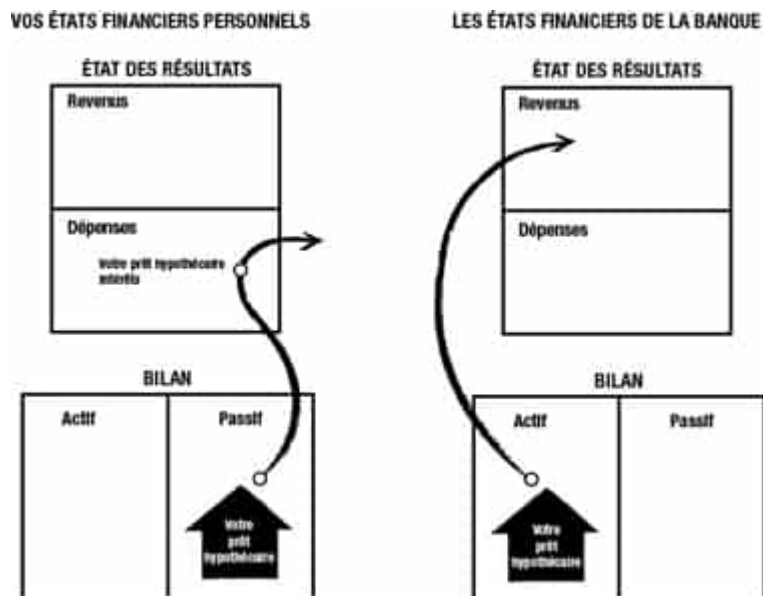 VOS ÉTATS FINANCIERS PERSONNELS
ÉTAT DES RÉSULTATS
Revenus
Dépenses
Votre prêt hypothécaire
intérêts
BILAN
Actif
Passif
Votre
prêt
hypothécaire
LES ÉTATS FINANCIERS DE LA BANQUE
ÉTAT DES RÉSULTATS
Revenus
Dépenses
BILAN
Actif
Passif
Votre
prêt
hypothécaire